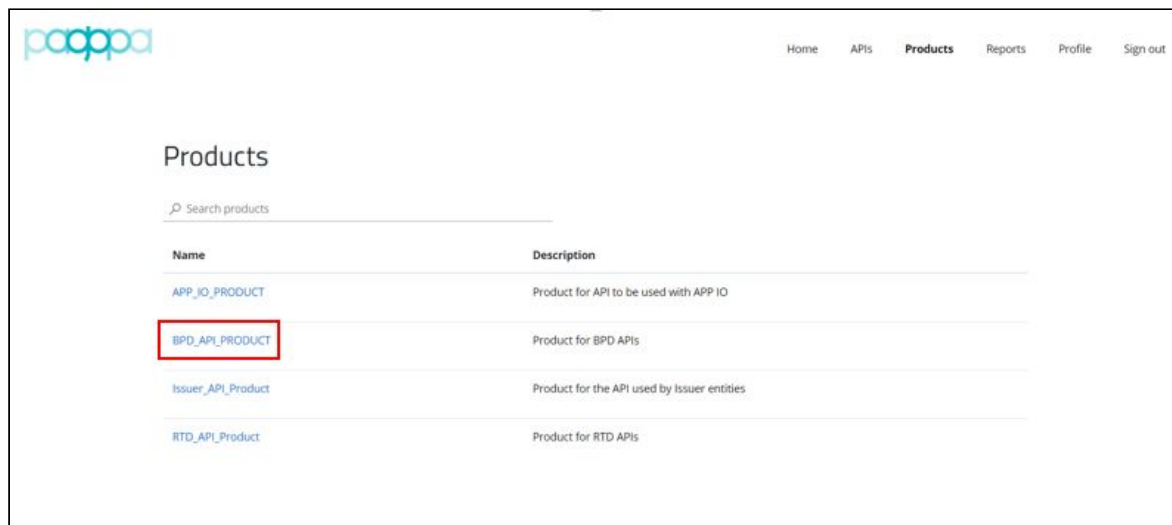 pagopa
Home APIs Products Reports Profile Sign out
Products
Search products
Name Description
APP_IO_PRODUCT Product for API to be used with APP IO
BPD_API_PRODUCT Product for BPD APIs
Issuer_API_Product Product for the API used by Issuer entities
RTD_API_Product Product for RTD APIs